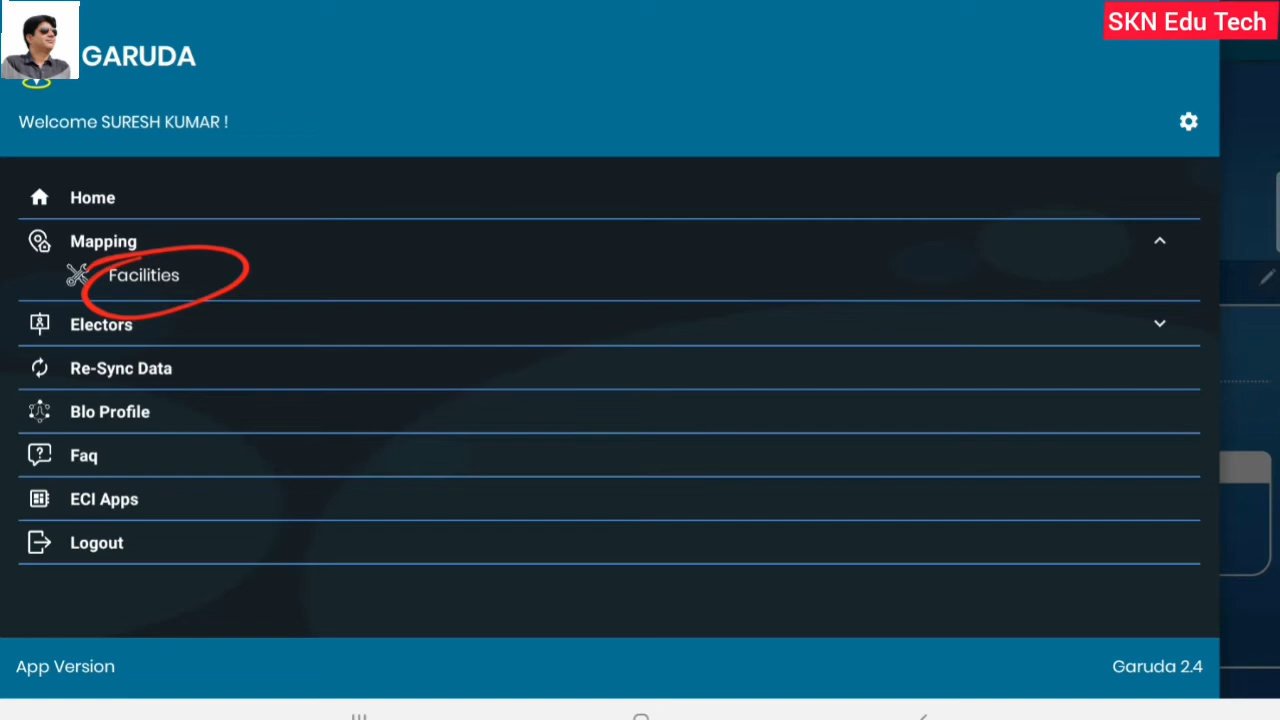 SKN Edu Tech
GARUDA
Welcome SURESH KUMAR !
Home
Mapping
Facilities
Electors
Re-Sync Data
Blo Profile
Faq
ECI Apps
Logout
App Version
Garuda 2.4